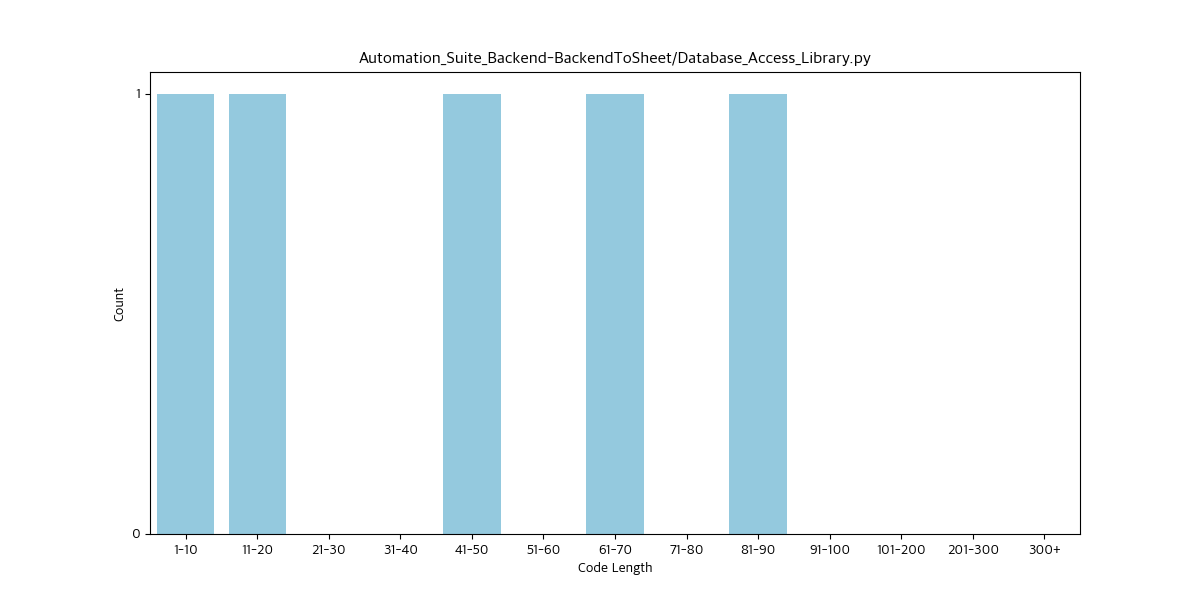 Automation_Suite_Backend-BackendToSheet/Database_Access_Library.py
1
Count
0
1-10 11-20 21-30 31-40 41-50 51-60 61-70 71-80 81-90 91-100 101-200 201-300 300+
Code Length